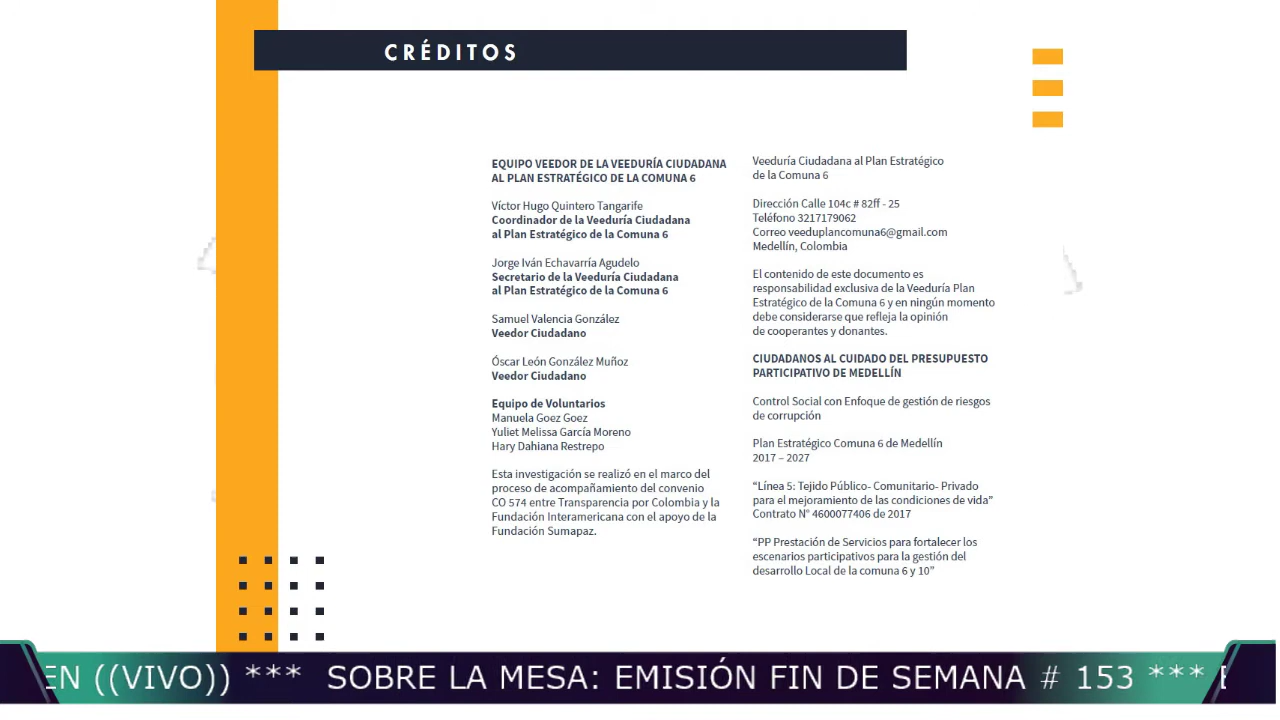 CRÉDITOS
EQUIPO VEEDOR DE LA VEEDURÍA CIUDADANA
AL PLAN ESTRATÉGICO DE LA COMUNA 6
Víctor Hugo Quintero Tangarife
Coordinador de la Veeduría Ciudadana
al Plan Estratégico de la Comuna 6
Jorge Iván Echavarría Agudelo
Secretario de la Veeduría Ciudadana
al Plan Estratégico de la Comuna 6
Samuel Valencia González
Veedor Ciudadano
Óscar León González Muñoz
Veedor Ciudadano
Equipo de Voluntarios
Manuela Goez Goez
Yuliet Melissa García Moreno
Hary Dahiana Restrepo
Esta investigación se realizó en el marco del
proceso de acompañamiento del convenio
CO 574 entre Transparencia por Colombia y la
Fundación Interamericana con el apoyo de la
Fundación Sumapaz.
Veeduría Ciudadana al Plan Estratégico
de la Comuna 6
Dirección Calle 104c # 82ff - 25
Teléfono 3217179062
Correo veeduplancomuna6@gmail.com
Medellín, Colombia
El contenido de este documento es
responsabilidad exclusiva de la Veeduría Plan
Estratégico de la Comuna 6 y en ningún momento
debe considerarse que refleja la opinión
de cooperantes y donantes.
CIUDADANOS AL CUIDADO DEL PRESUPUESTO
PARTICIPATIVO DE MEDELLÍN
Control Social con Enfoque de gestión de riesgos
de corrupción
Plan Estratégico Comuna 6 de Medellín
2017 – 2027
“Línea 5: Tejido Público- Comunitario- Privado
para el mejoramiento de las condiciones de vida”
Contrato N° 4600077406 de 2017
“PP Prestación de Servicios para fortalecer los
escenarios participativos para la gestión del
desarrollo Local de la comuna 6 y 10”
EN ((VIVO)) *** SOBRE LA MESA: EMISIÓN FIN DE SEMANA # 153 ***